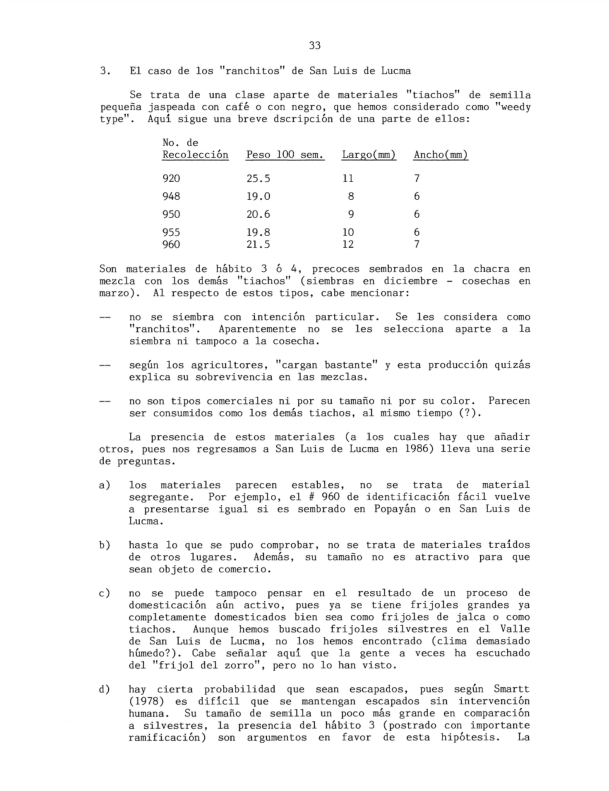 33
3. El caso de los "ranchitos" de San Luis de Lucma
Se trata de una clase aparte de materiales "tiachos" de semilla
pequeña jaspeada con café o con negro, que hemos considerado como "weedy
type". Aquí sigue una breve dscripción de una parte de ellos:
No. de
Recolección Peso 100 sem. Largo(mm) Ancho(mm)
920 25.5 11 7
948 19.0 8 6
950 20.6 9 6
955 19.8 10 6
960 21.5 12 7
Son materiales de hábito 3 ó 4, precoces sembrados en la chacra en
mezcla con los demás "tiachos" (siembras en diciembre - cosechas en
marzo). Al respecto de estos tipos, cabe mencionar:
-- no se siembra con intención particular. Se les considera como
"ranchitos". Aparentemente no se les selecciona aparte a la
siembra ni tampoco a la cosecha.
-- según los agricultores, "cargan bastante" y esta producción quizás
explica su sobrevivencia en las mezclas.
-- no son tipos comerciales ni por su tamaño ni por su color. Parecen
ser consumidos como los demás tiachos, al mismo tiempo (?).
La presencia de estos materiales (a los cuales hay que añadir
otros, pues nos regresamos a San Luis de Lucma en 1986) lleva una serie
de preguntas.
a) los materiales parecen estables, no se trata de material
segregante. Por ejemplo, el # 960 de identificación fácil vuelve
a presentarse igual si es sembrado en Popayán o en San Luis de
Lucma.
b) hasta lo que se pudo comprobar, no se trata de materiales traídos
de otros lugares. Además, su tamaño no es atractivo para que
sean objeto de comercio.
c) no se puede tampoco pensar en el resultado de un proceso de
domesticación aún activo, pues ya se tiene frijoles grandes ya
completamente domesticados bien sea como frijoles de jalca o como
tiachos. Aunque hemos buscado frijoles silvestres en el Valle
de San Luis de Lucma, no los hemos encontrado (clima demasiado
húmedo?). Cabe señalar aquí que la gente a veces ha escuchado
del "frijol del zorro", pero no lo han visto.
d) hay cierta probabilidad que sean escapados, pues según Smartt
(1978) es difícil que se mantengan escapados sin intervención
humana. Su tamaño de semilla un poco más grande en comparación
a silvestres, la presencia del hábito 3 (postrado con importante
ramificación) son argumentos en favor de esta hipótesis. La